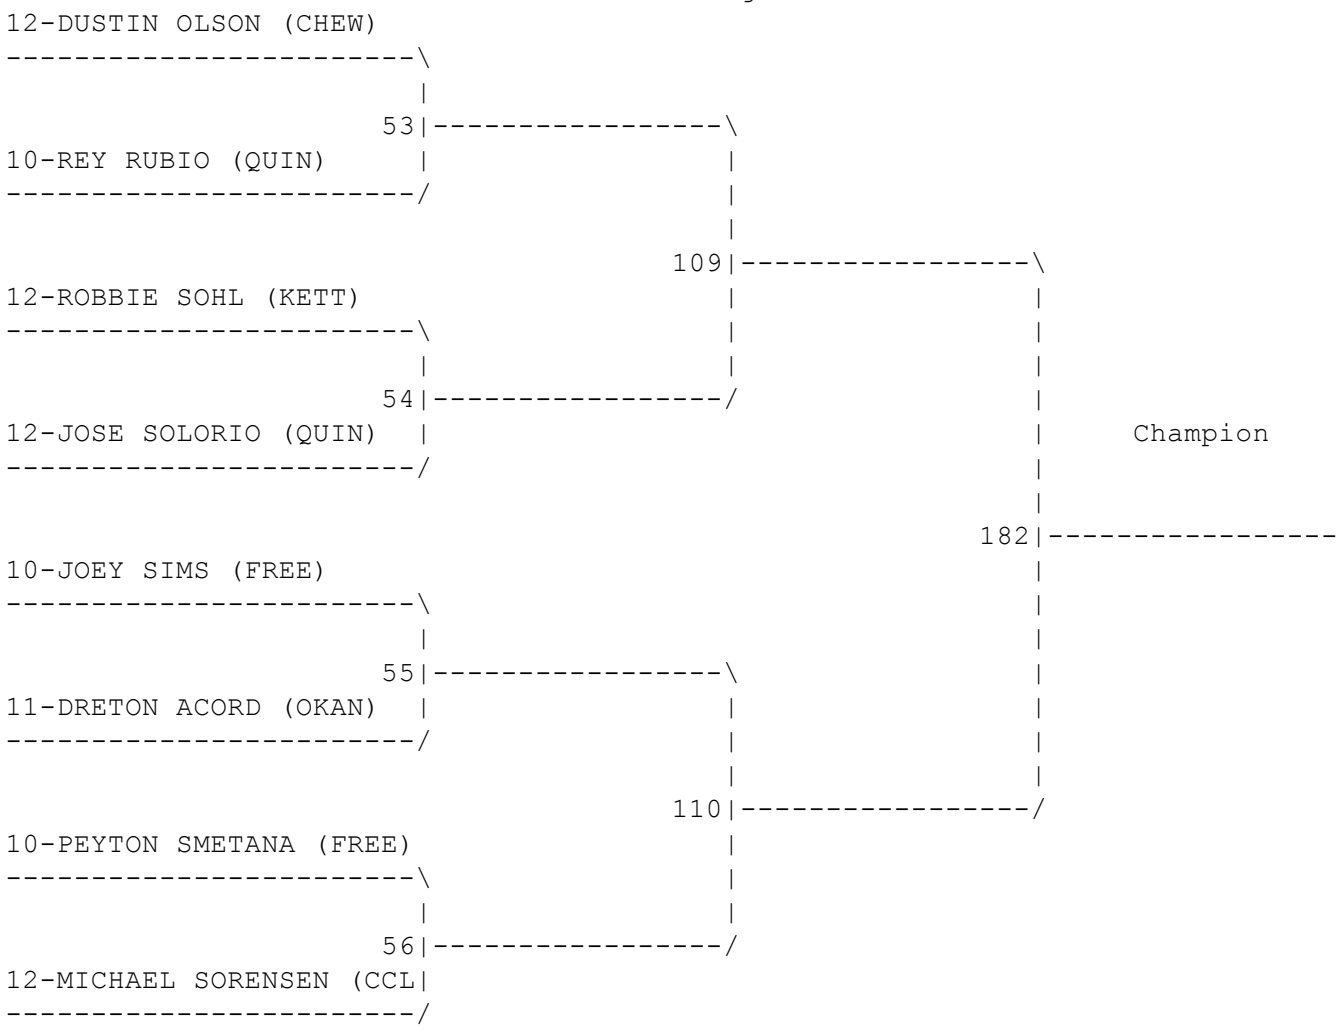 12-DUSTIN OLSON (CHEW)
------------------------\
|
53|-----------------\
10-REY RUBIO (QUIN) | |
------------------------/ |
|
109|-----------------\
12-ROBBIE SOHL (KETT) | |
------------------------\ | |
| | |
54|-----------------/ |
12-JOSE SOLORIO (QUIN) | | Champion
------------------------/ |
|
182|-----------------
10-JOEY SIMS (FREE) |
------------------------\ |
| |
55|-----------------\ |
11-DRETON ACORD (OKAN) | | |
------------------------/ | |
| |
110|-----------------/
10-PEYTON SMETANA (FREE) |
------------------------\ |
| |
56|-----------------/
12-MICHAEL SORENSEN (CCL|
------------------------/